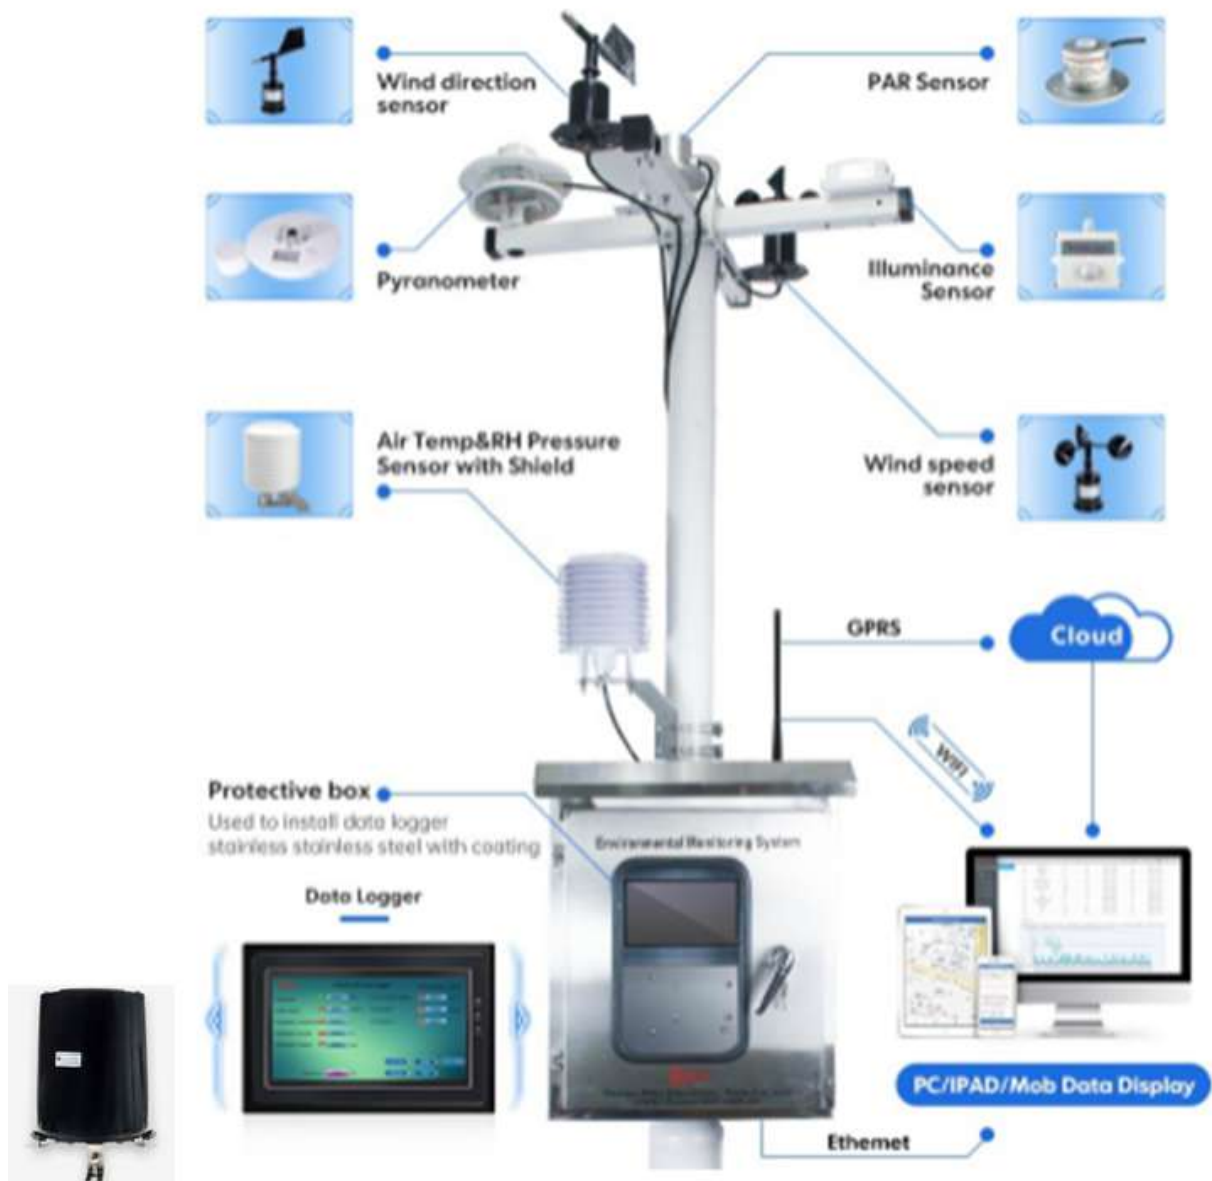 Wind direction
sensor
PAR Sensor
Pyranometer
Illuminance
Sensor
Air Temp&RH Pressure
Sensor with Shield
Wind speed
sensor
GPRS
Cloud
WIFI
Protective box
Used to install data logger
stainless stainless steel with coating
Environmental Monitoring System
Data Logger
PC/IPAD/Mob Data Display
Ethemet